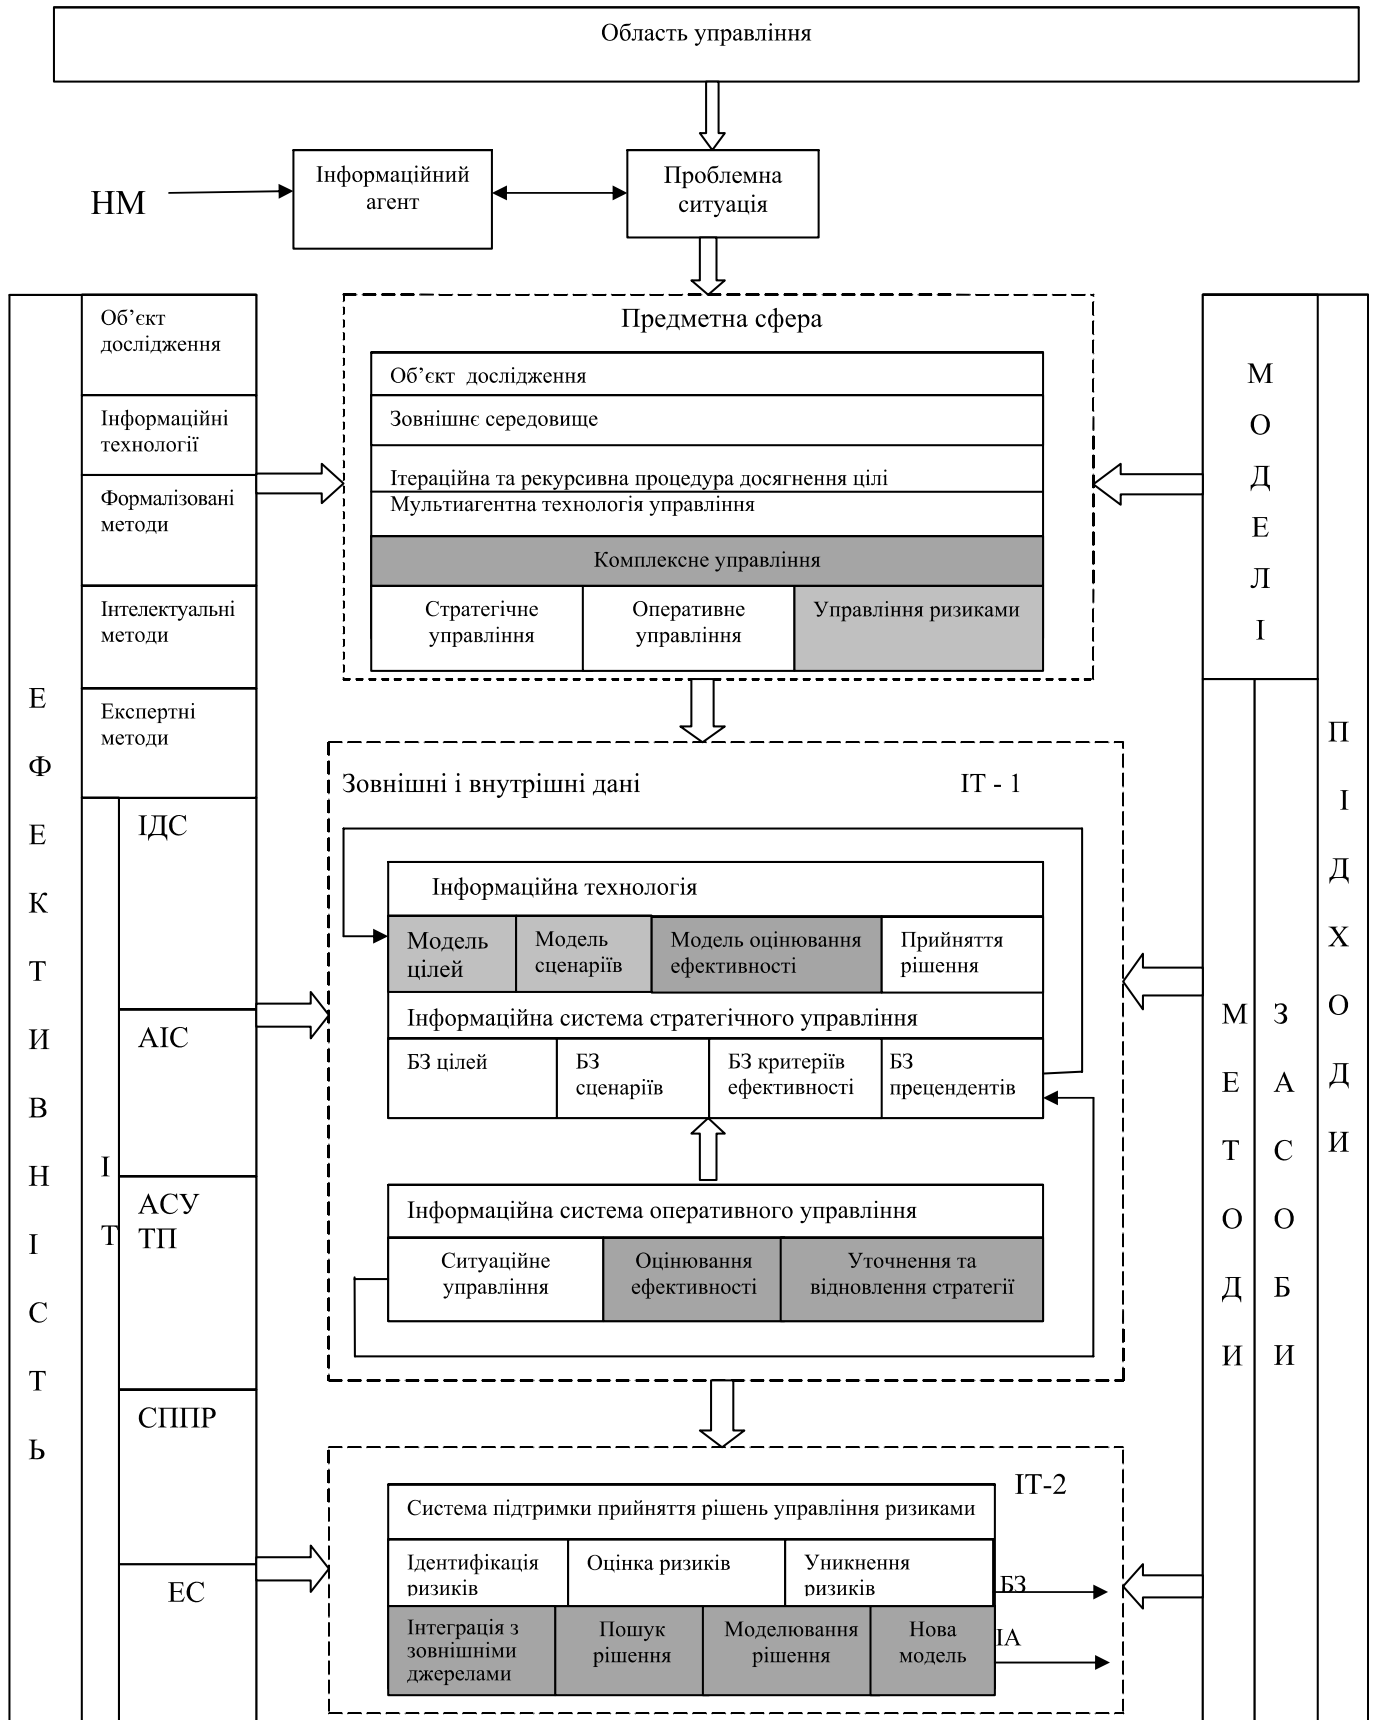 Область управління
НМ
Інформаційний
агент
Проблемна
ситуація
ЕФЕКТИВНІСТЬ
Об’єкт
дослідження
Інформаційні
технології
Формалізовані
методи
Інтелектуальні
методи
Експертні
методи
ІТ
ІДС
АІС
АСУ
ТП
СППР
ЕС
Предметна сфера
Об’єкт дослідження
Зовнішнє середовище
Ітераційна та рекурсивна процедура досягнення цілі
Мультиагентна технологія управління
Комплексне управління
Стратегічне
управління
Оперативне
управління
Управління ризиками
Зовнішні і внутрішні дані
ІТ - 1
Інформаційна технологія
Модель
цілей
Модель
сценаріїв
Модель оцінювання
ефективності
Прийняття
рішення
Інформаційна система стратегічного управління
БЗ цілей
БЗ
сценаріїв
БЗ критеріїв
ефективності
БЗ
прецендентів
Інформаційна система оперативного управління
Ситуаційне
управління
Оцінювання
ефективності
Уточнення та
відновлення стратегії
ІТ-2
Система підтримки прийняття рішень управління ризиками
Ідентифікація
ризиків
Оцінка ризиків
Уникнення
ризиків
БЗ
Інтеграція з
зовнішніми
джерелами
Пошук
рішення
Моделювання
рішення
Нова
модель
ІА
МОДЕЛІ
МЕТОДИ
ЗАСОБИ
ПІДХОДИ